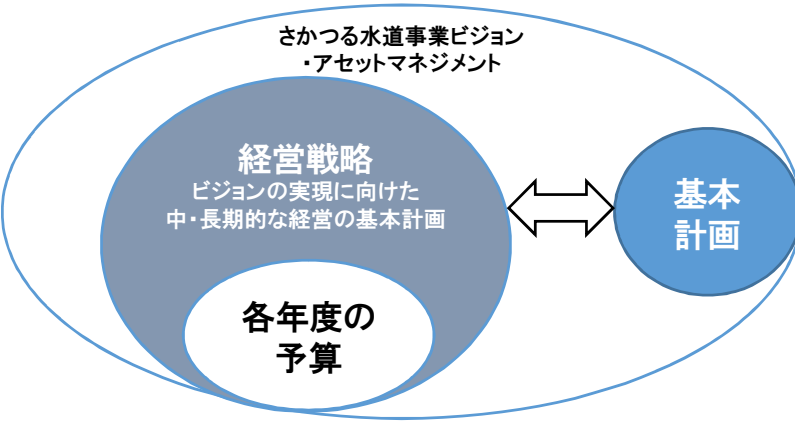 さかつる水道事業ビジョン
・アセットマネジメント
経営戦略
ビジョンの実現に向けた
中・長期的な経営の基本計画
基本
計画
各年度の
予算